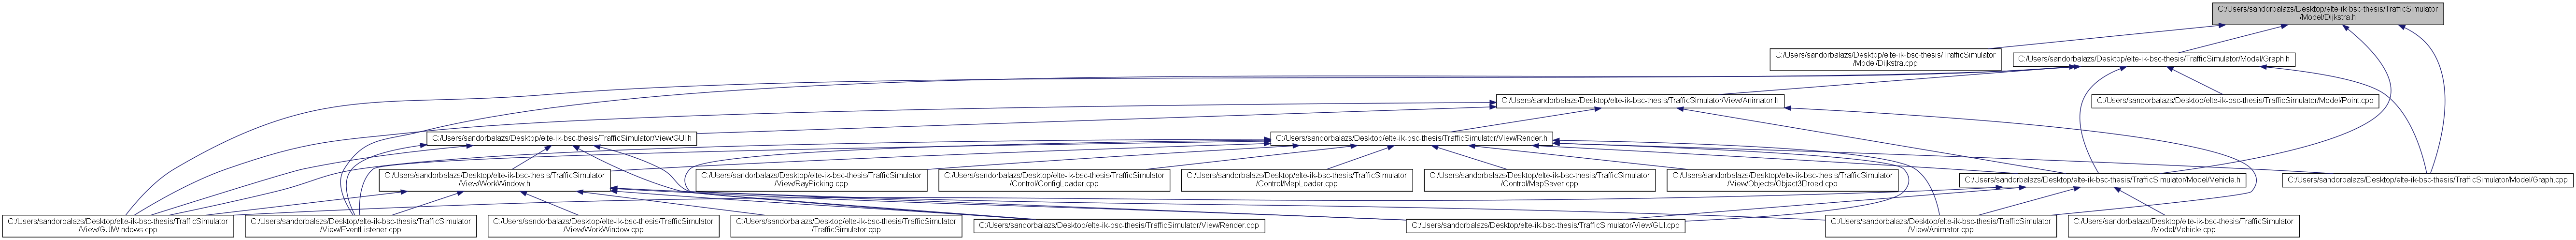 C:/Users/sandorbalazs/Desktop/elte-ik-bsc-thesis/TrafficSimulator
/Model/Dijkstra.h
C:/Users/sandorbalazs/Desktop/elte-ik-bsc-thesis/TrafficSimulator
/Model/Dijkstra.cpp
C:/Users/sandorbalazs/Desktop/elte-ik-bsc-thesis/TrafficSimulator/Model/Graph.h
C:/Users/sandorbalazs/Desktop/elte-ik-bsc-thesis/TrafficSimulator/View/Animator.h
C:/Users/sandorbalazs/Desktop/elte-ik-bsc-thesis/TrafficSimulator/Model/Point.cpp
C:/Users/sandorbalazs/Desktop/elte-ik-bsc-thesis/TrafficSimulator/View/GUI.h
C:/Users/sandorbalazs/Desktop/elte-ik-bsc-thesis/TrafficSimulator/View/Render.h
C:/Users/sandorbalazs/Desktop/elte-ik-bsc-thesis/TrafficSimulator
/View/WorkWindow.h
C:/Users/sandorbalazs/Desktop/elte-ik-bsc-thesis/TrafficSimulator
/View/RayPicking.cpp
C:/Users/sandorbalazs/Desktop/elte-ik-bsc-thesis/TrafficSimulator
/Control/ConfigLoader.cpp
C:/Users/sandorbalazs/Desktop/elte-ik-bsc-thesis/TrafficSimulator
/Control/MapLoader.cpp
C:/Users/sandorbalazs/Desktop/elte-ik-bsc-thesis/TrafficSimulator
/Control/MapSaver.cpp
C:/Users/sandorbalazs/Desktop/elte-ik-bsc-thesis/TrafficSimulator
/View/Objects/Object3Droad.cpp
C:/Users/sandorbalazs/Desktop/elte-ik-bsc-thesis/TrafficSimulator/Model/Vehicle.h
C:/Users/sandorbalazs/Desktop/elte-ik-bsc-thesis/TrafficSimulator/Model/Graph.cpp
C:/Users/sandorbalazs/Desktop/elte-ik-bsc-thesis/TrafficSimulator
/View/GUIWindows.cpp
C:/Users/sandorbalazs/Desktop/elte-ik-bsc-thesis/TrafficSimulator
/View/EventListener.cpp
C:/Users/sandorbalazs/Desktop/elte-ik-bsc-thesis/TrafficSimulator
/View/WorkWindow.cpp
C:/Users/sandorbalazs/Desktop/elte-ik-bsc-thesis/TrafficSimulator
/TrafficSimulator.cpp
C:/Users/sandorbalazs/Desktop/elte-ik-bsc-thesis/TrafficSimulator/View/Render.cpp
C:/Users/sandorbalazs/Desktop/elte-ik-bsc-thesis/TrafficSimulator/View/GUI.cpp
C:/Users/sandorbalazs/Desktop/elte-ik-bsc-thesis/TrafficSimulator
/View/Animator.cpp
C:/Users/sandorbalazs/Desktop/elte-ik-bsc-thesis/TrafficSimulator
/Model/Vehicle.cpp